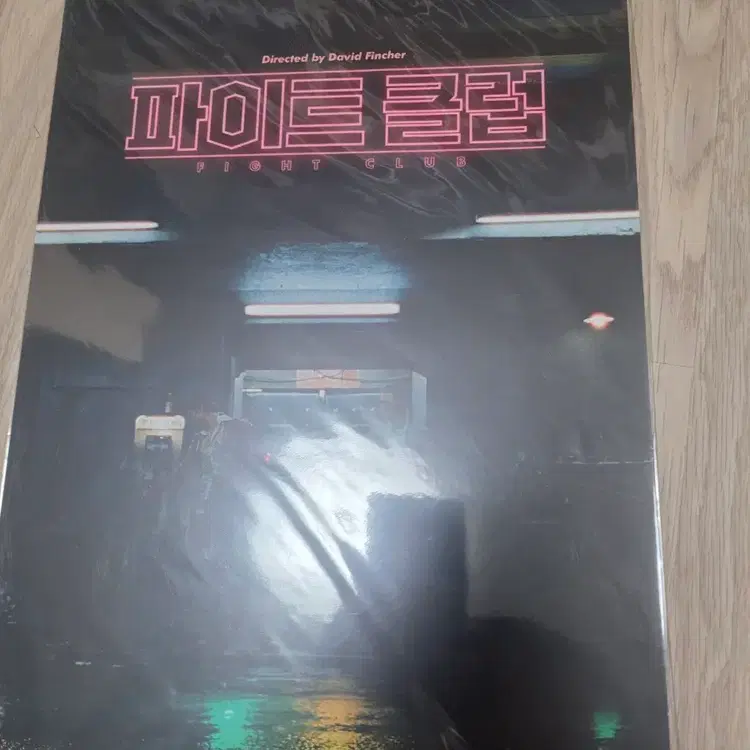 Directed by David Fincher
파이트 클럽
FIGHT CLUB